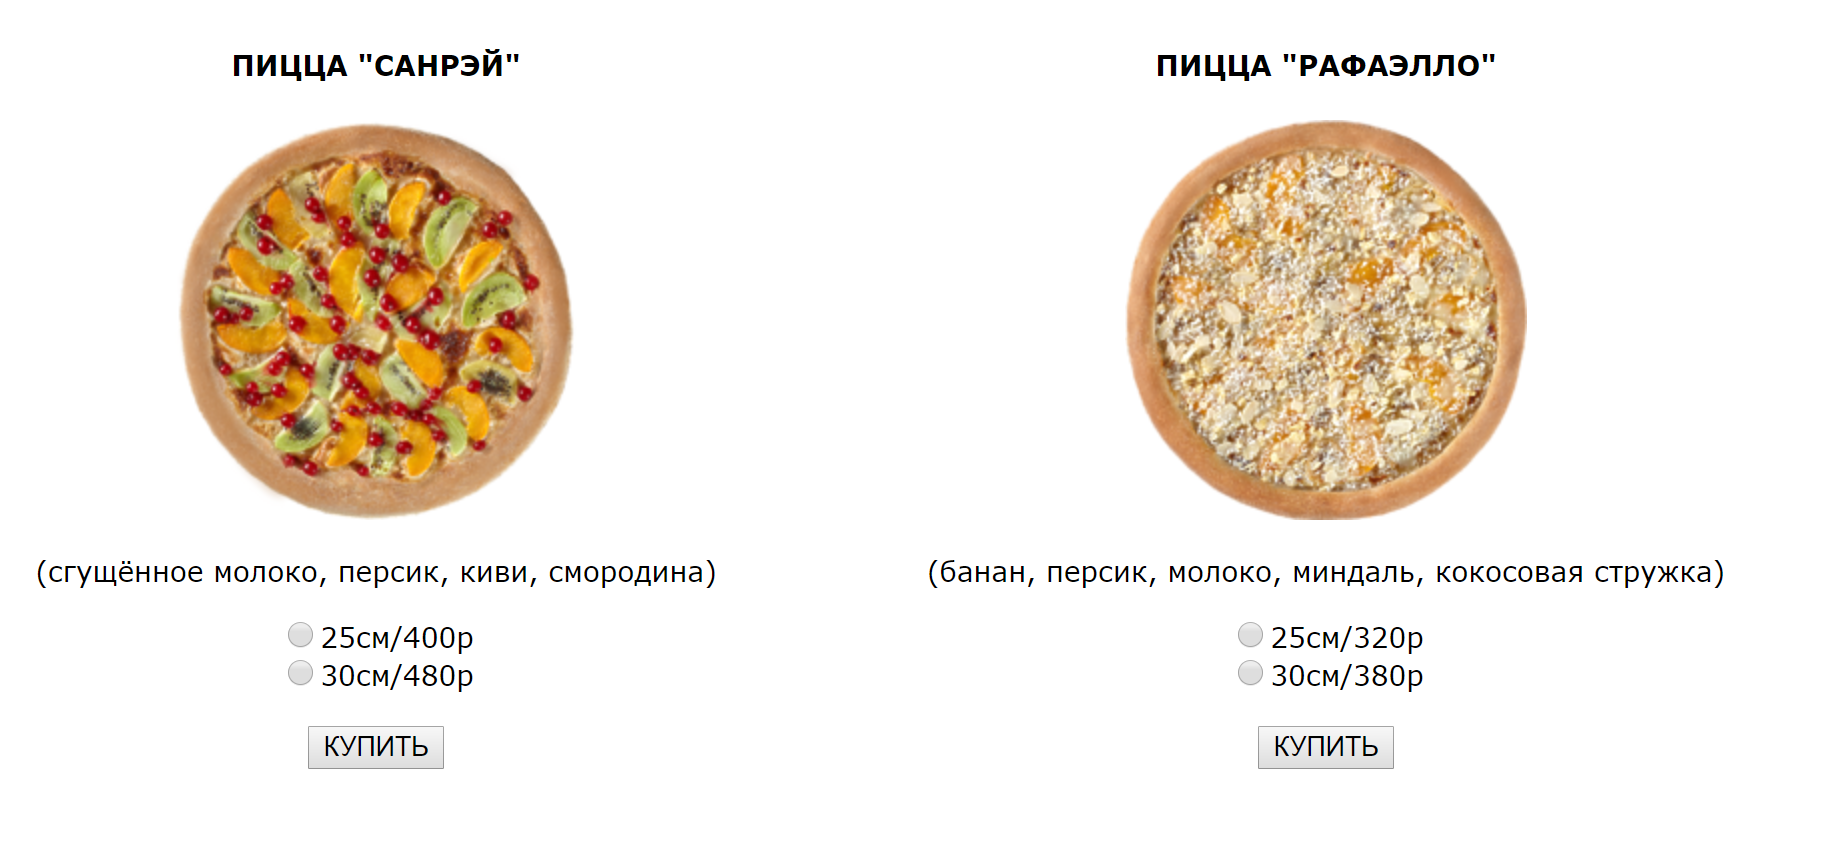 ПИЦЦА "САНРЭЙ"
(сгущённое молоко, персик, киви, смородина)
25см/400р
30см/480р
КУПИТЬ
ПИЦЦА "РАФАЭЛЛО"
(банан, персик, молоко, миндаль, кокосовая стружка)
25см/320р
30см/380р
КУПИТЬ